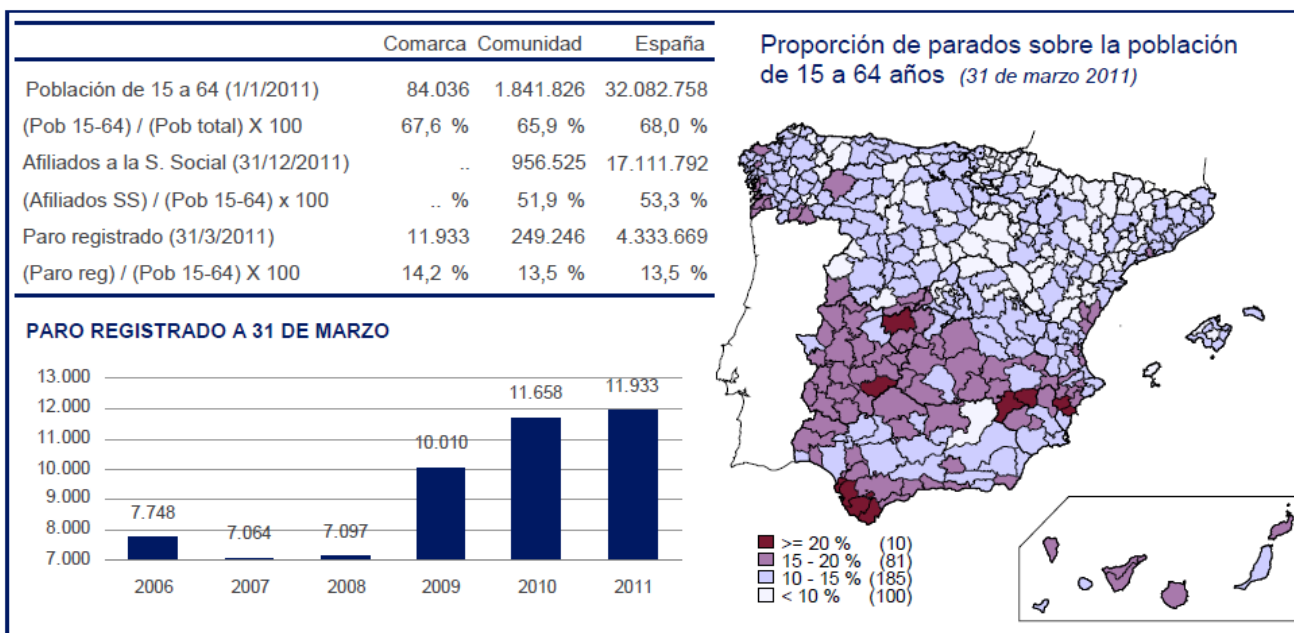 Comarca Comunidad España
Población de 15 a 64 (1/1/2011) 84.036 1.841.826 32.082.758
(Pob 15-64) / (Pob total) X 100 67,6 % 65,9 % 68,0 %
Afiliados a la S. Social (31/12/2011) .. 956.525 17.111.792
(Afiliados SS) / (Pob 15-64) x 100 .. % 51,9 % 53,3 %
Paro registrado (31/3/2011) 11.933 249.246 4.333.669
(Paro reg) / (Pob 15-64) X 100 14,2 % 13,5 % 13,5 %
PARO REGISTRADO A 31 DE MARZO
13.000
12.000
11.000
10.000
9.000
8.000
7.000
7.748
7.064
7.097
10.010
11.658
11.933
2006 2007 2008 2009 2010 2011
Proporción de parados sobre la población
de 15 a 64 años (31 de marzo 2011)
>= 20 % (10)
15 - 20 % (81)
10 - 15 % (185)
< 10 % (100)